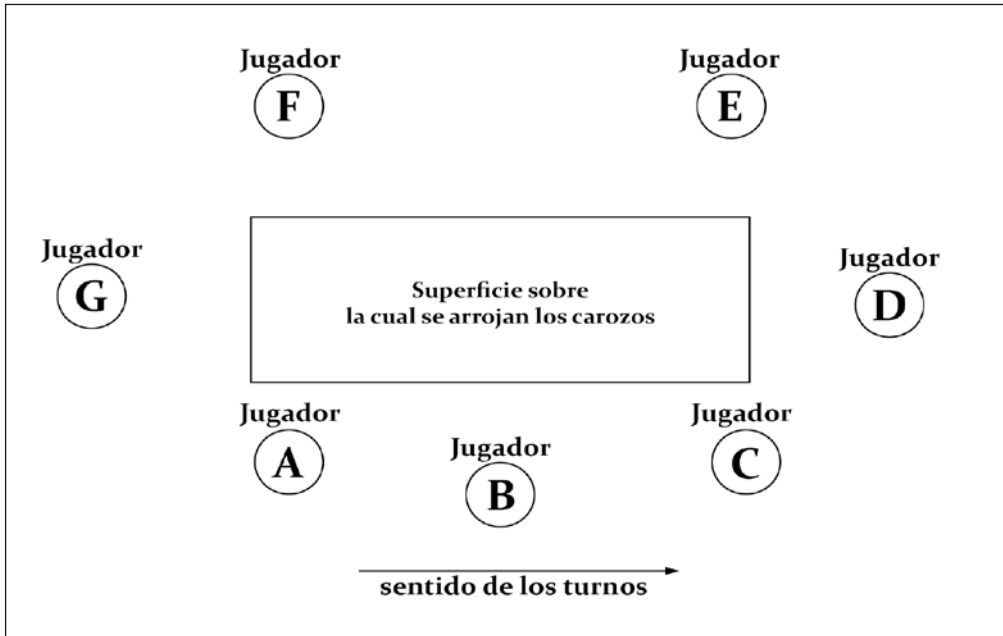 Jugador
F
Jugador
E
Jugador
G
Superficie sobre
la cual se arrojan los carozos
Jugador
D
Jugador
A
Jugador
B
Jugador
C
sentido de los turnos